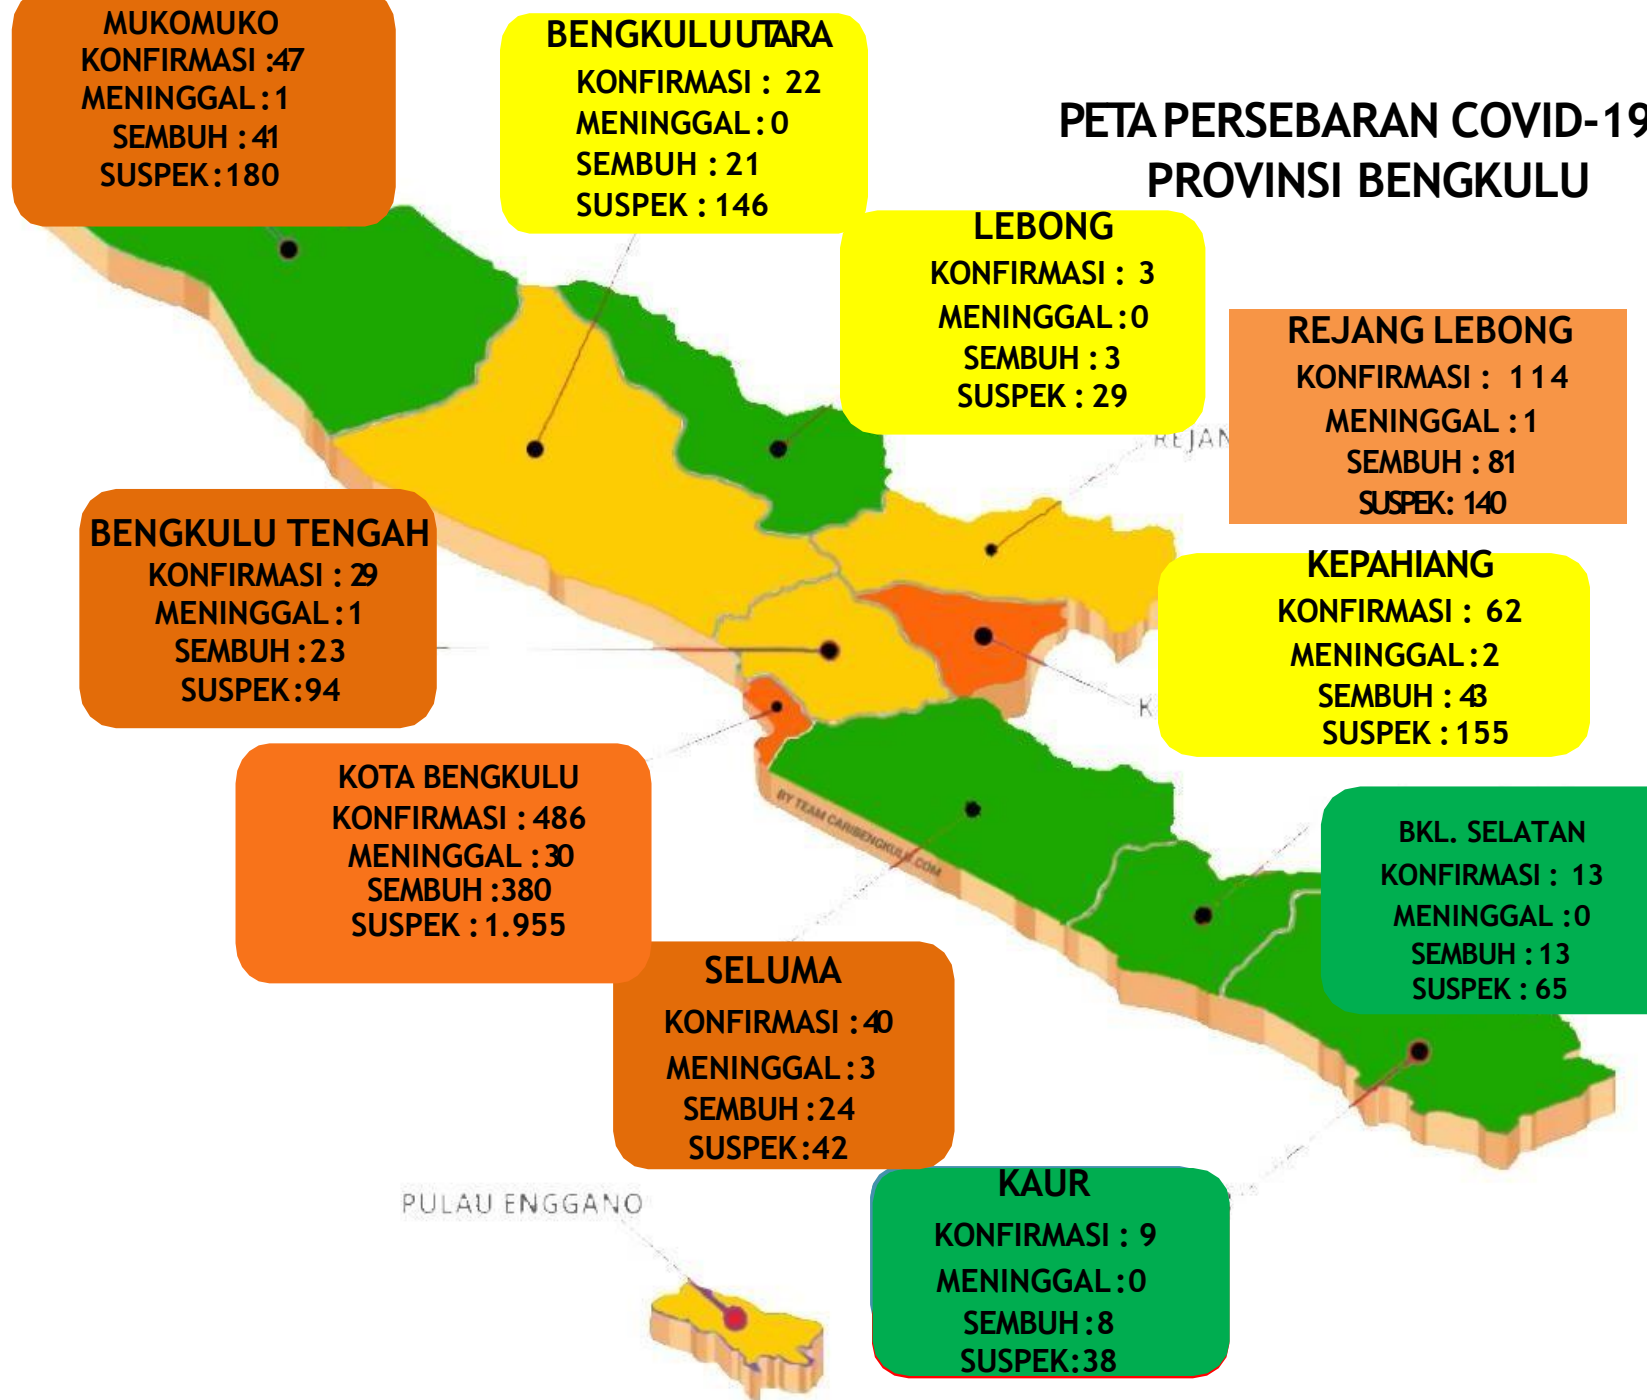 MUKOMUKO
KONFIRMASI :47
MENINGGAL :1
SEMBUH : 41
SUSPEK :180
BENGKULU UTARA
KONFIRMASI : 22
MENINGGAL : 0
SEMBUH : 21
SUSPEK : 146
PETA PERSEBARAN COVID-19
PROVINSI BENGKULU
LEBONG
KONFIRMASI : 3
MENINGGAL :0
SEMBUH : 3
SUSPEK : 29
REJANG LEBONG
KONFIRMASI : 114
MENINGGAL : 1
SEMBUH : 81
SUSPEK: 140
REJAN
BENGKULU TENGAH
KONFIRMASI : 29
MENINGGAL : 1
SEMBUH : 23
SUSPEK :94
KEPAHIANG
KONFIRMASI : 62
MENINGGAL :2
SEMBUH : 43
SUSPEK : 155
K
KOTA BENGKULU
KONFIRMASI : 486
MENINGGAL : 30
SEMBUH :380
SUSPEK : 1.955
BY TEAM CARIBENGKULU.COM
BKL. SELATAN
KONFIRMASI : 13
MENINGGAL :0
SEMBUH : 13
SUSPEK : 65
SELUMA
KONFIRMASI : 40
MENINGGAL : 3
SEMBUH : 24
SUSPEK :42
PULAU ENGGANO
KAUR
KONFIRMASI : 9
MENINGGAL :0
SEMBUH :8
SUSPEK :38